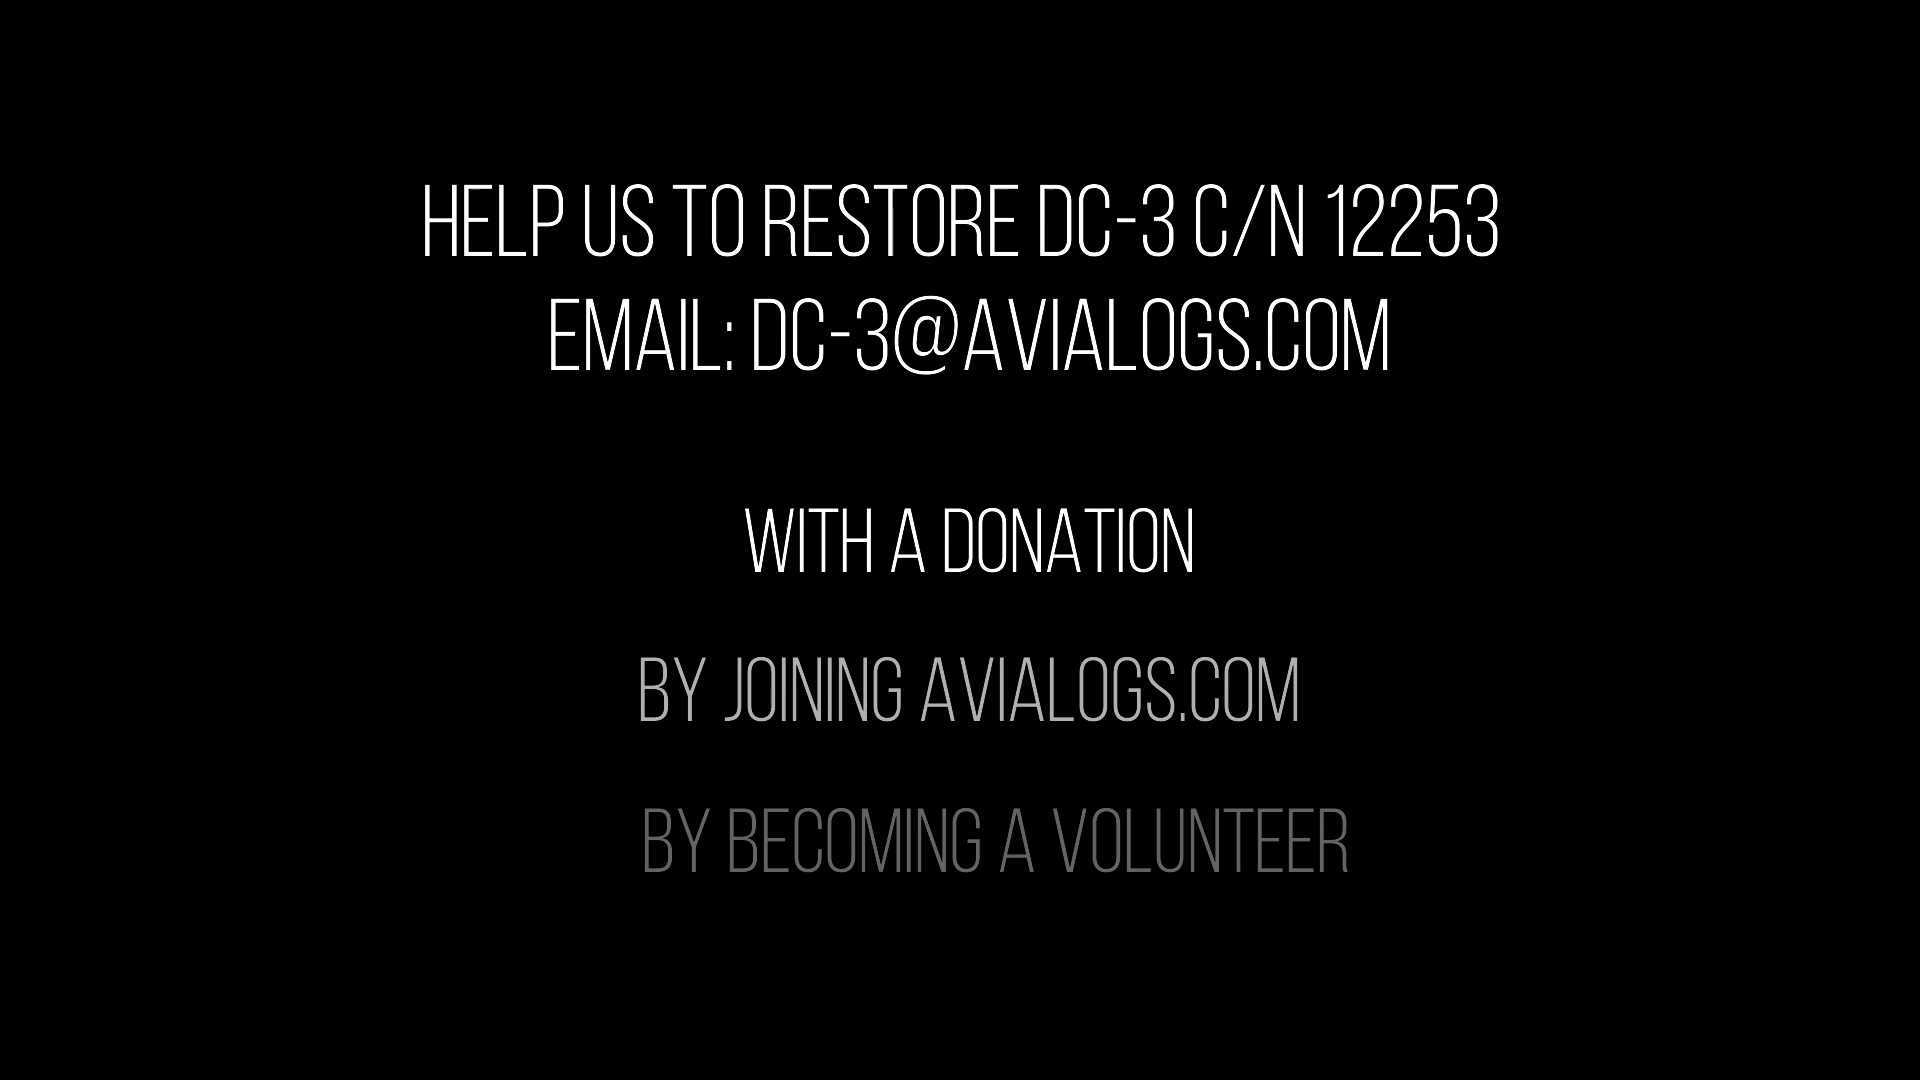 HELP US TO RESTORE DC-3 C/N 12253
EMAIL: DC-3@AVIALOGS.COM
WITH A DONATION
BY JOINING AVIALOGS.COM
BY BECOMING A VOLUNTEER